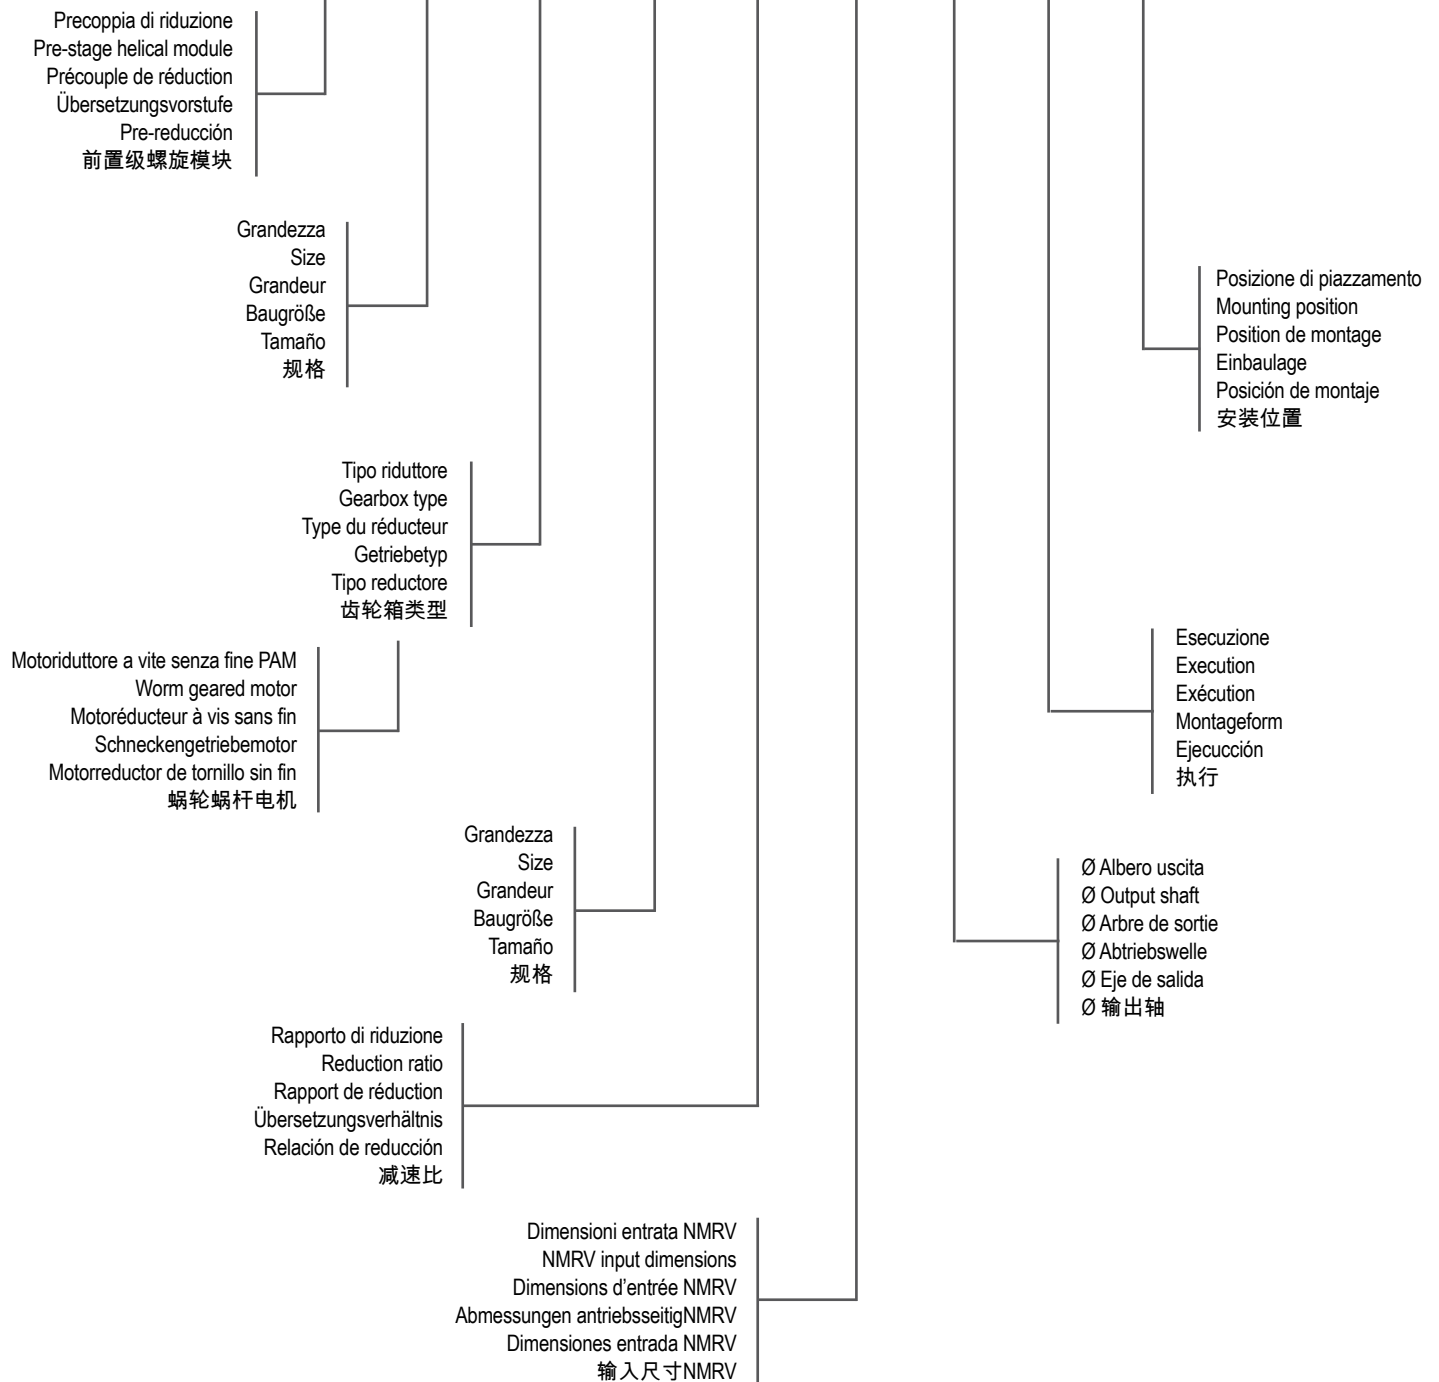 Precoppia di riduzione
Pre-stage helical module
Précouple de réduction
Übersetzungsvorstufe
Pre-reducción
前置级螺旋模块
Grandezza
Size
Grandeur
Baugröße
Tamaño
规格
Posizione di piazzamento
Mounting position
Position de montage
Einbaulage
Posición de montaje
安装位置
Tipo riduttore
Gearbox type
Type du réducteur
Getriebetyp
Tipo reductore
齿轮箱类型
Motoriduttore a vite senza fine PAM
Worm geared motor
Motoréducteur à vis sans fin
Schneckengetriebemotor
Motorreductor de tornillo sin fin
蜗轮蜗杆电机
Esecuzione
Execution
Exécution
Montageform
Ejecucción
执行
Grandezza
Size
Grandeur
Baugröße
Tamaño
规格
Ø Albero uscita
Ø Output shaft
Ø Arbre de sortie
Ø Abtriebswelle
Ø Eje de salida
Ø 输出轴
Rapporto di riduzione
Reduction ratio
Rapport de réduction
Übersetzungsverhältnis
Relación de reducción
减速比
Dimensioni entrata NMRV
NMRV input dimensions
Dimensions d’entrée NMRV
Abmessungen antriebsseitigNMRV
Dimensiones entrada NMRV
输入尺寸NMRV